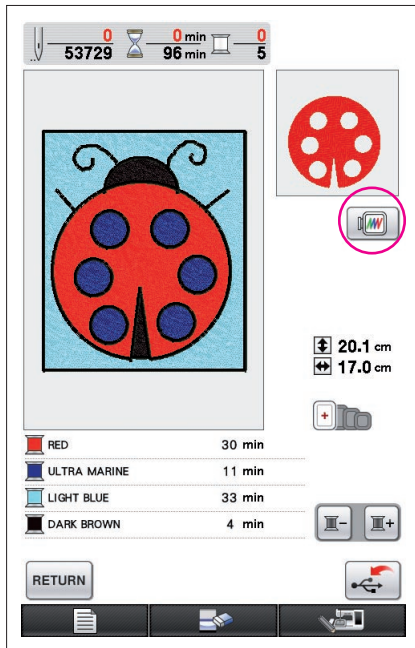 0 0 min 0
53729 96 min 5
20.1 cm
17.0 cm
RED 30 min
ULTRA MARINE 11 min
LIGHT BLUE 33 min
DARK BROWN 4 min
RETURN